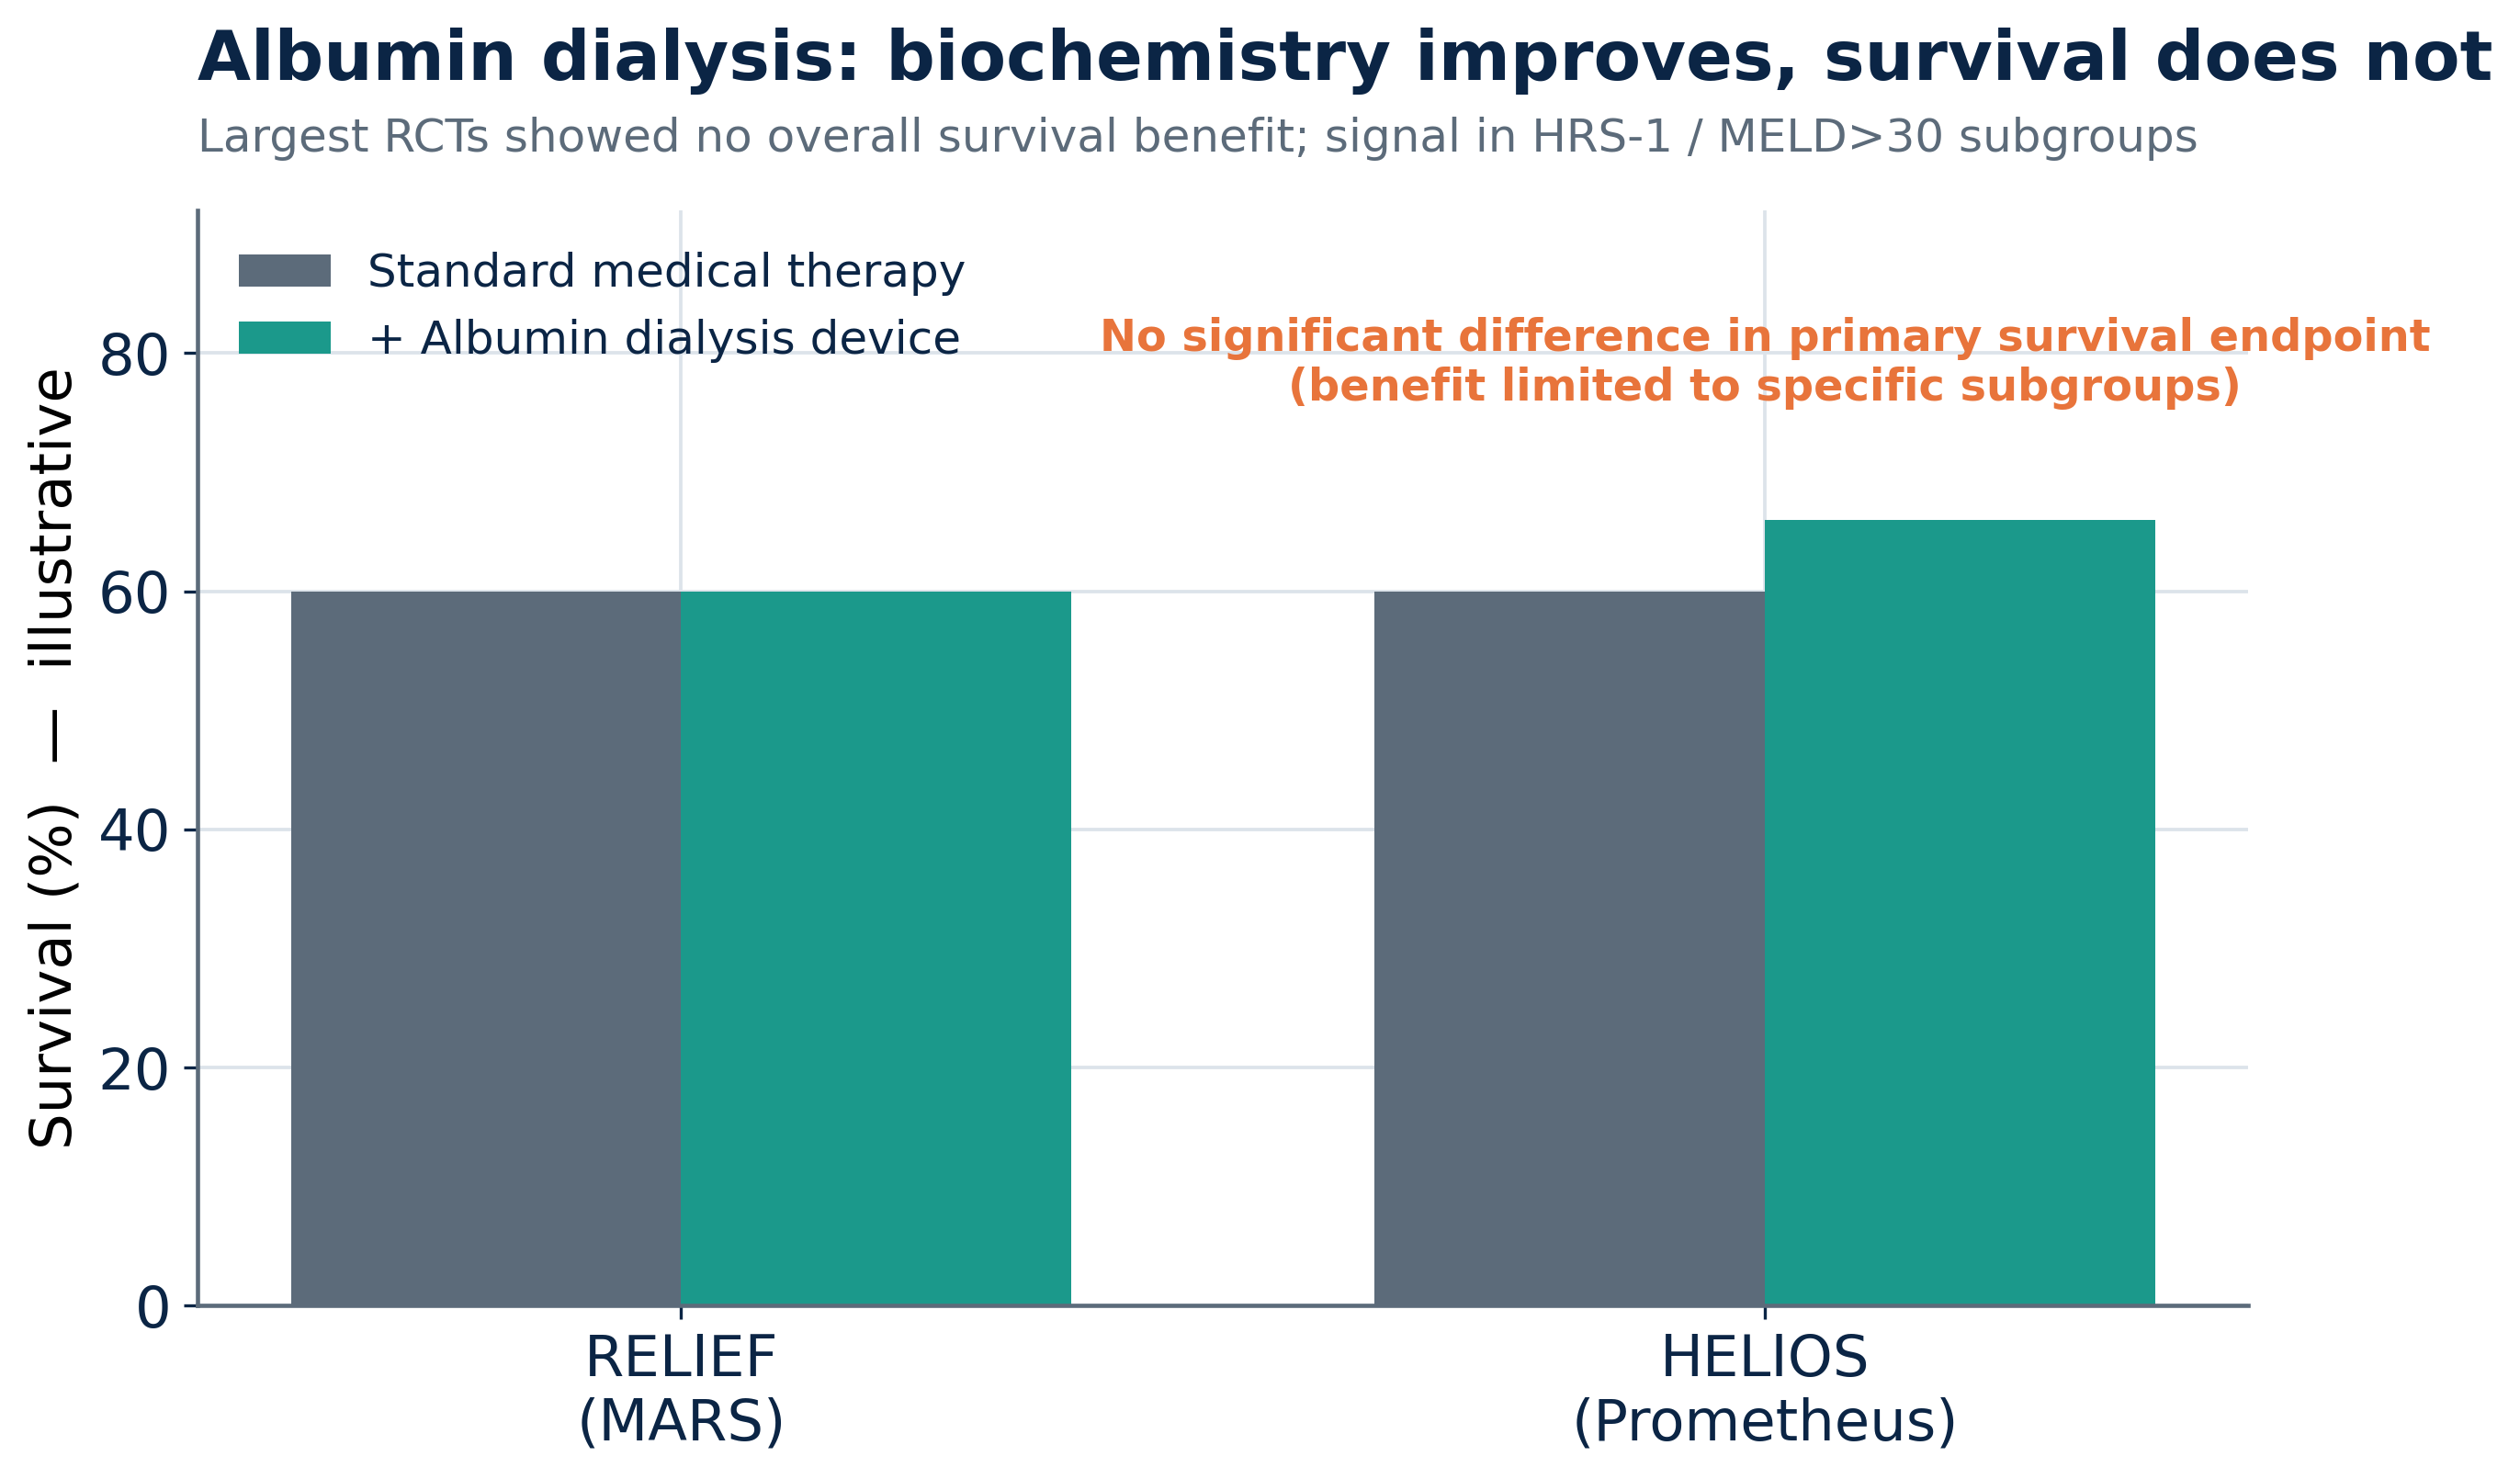 Albumin dialysis: biochemistry improves, survival does not
Largest RCTs showed no overall survival benefit; signal in HRS-1 / MELD>30 subgroups
Standard medical therapy
+ Albumin dialysis device
No significant difference in primary survival endpoint
(benefit limited to specific subgroups)
Survival (%) — illustrative
80
60
40
20
0
RELIEF
(MARS)
HELIOS
(Prometheus)